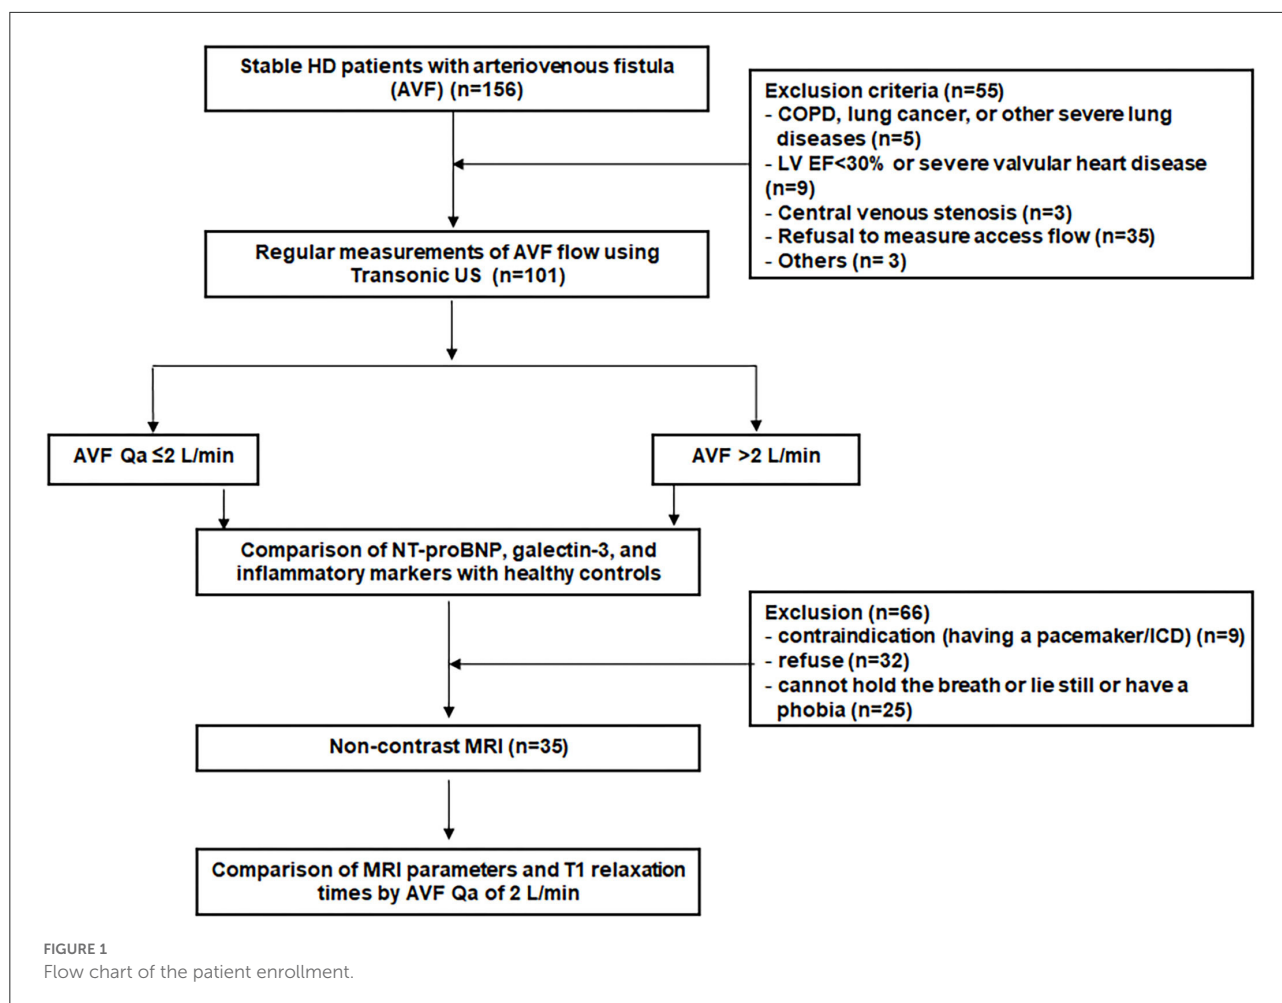 Stable HD patients with arteriovenous fistula
(AVF) (n=156)
Exclusion criteria (n=55)
- COPD, lung cancer, or other severe lung
diseases (n=5)
- LV EF<30% or severe valvular heart disease
(n=9)
- Central venous stenosis (n=3)
- Refusal to measure access flow (n=35)
- Others (n= 3)
Regular measurements of AVF flow using
Transonic US (n=101)
AVF Qa ≤2 L/min
AVF >2 L/min
Comparison of NT-proBNP, galectin-3, and
inflammatory markers with healthy controls
Exclusion (n=66)
- contraindication (having a pacemaker/ICD) (n=9)
- refuse (n=32)
- cannot hold the breath or lie still or have a
phobia (n=25)
Non-contrast MRI (n=35)
Comparison of MRI parameters and T1 relaxation
times by AVF Qa of 2 L/min
FIGURE 1
Flow chart of the patient enrollment.